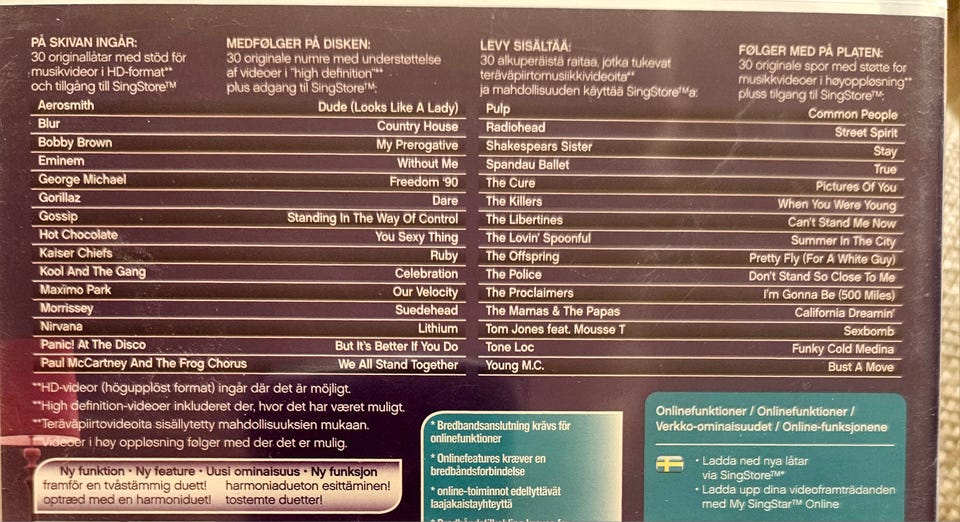 PÅ SKIVAN INGÅR:
30 originallåtar med stöd för
musikvideor i HD-format**
och tillgång till SingStore™
MEDFØLGER PÅ DISKEN:
30 originale numre med understøttelse
af videoer i "high definition"**
plus adgang til SingStore™:
LEVY SISÄLTÄÄ:
30 alkuperäistä raitaa, jotka tukevat
teräväpiirtomusiikkivideoita**
ja mahdollisuuden käyttää SingStore™a:
FØLGER MED PÅ PLATEN:
30 originale spor med støtte for
musikkvideoer i høyoppløsning**
pluss tilgang til SingStore™:
Aerosmith Dude (Looks Like A Lady)
Blur Country House
Bobby Brown My Prerogative
Eminem Without Me
George Michael Freedom '90
Gorillaz Dare
Gossip Standing In The Way Of Control
Hot Chocolate You Sexy Thing
Kaiser Chiefs Ruby
Kool And The Gang Celebration
Maxïmo Park Our Velocity
Morrissey Suedehead
Nirvana Lithium
Panic! At The Disco But It's Better If You Do
Paul McCartney And The Frog Chorus We All Stand Together
Pulp Common People
Radiohead Street Spirit
Shakespears Sister Stay
Spandau Ballet True
The Cure Pictures Of You
The Killers When You Were Young
The Libertines Can't Stand Me Now
The Lovin' Spoonful Summer In The City
The Offspring Pretty Fly (For A White Guy)
The Police Don't Stand So Close To Me
The Proclaimers I'm Gonna Be (500 Miles)
The Mamas & The Papas California Dreamin'
Tom Jones feat. Mousse T Sexbomb
Tone Loc Funky Cold Medina
Young M.C. Bust A Move
**HD-videor (högupplöst format) ingår där det är möjligt.
**High definition-videoer inkluderet der, hvor det har været muligt.
**Teräväpiirtovideoita sisällytetty mahdollisuuksien mukaan.
**Videoer i høy oppløsning følger med der det er mulig.
Ny funktion · Ny feature · Uusi ominaisuus · Ny funksjon
framför en tvåstämmig duett!
optræd med en harmoniduet!
harmoniadueton esittäminen!
tostemte duetter!
* Bredbandsanslutning krävs för
onlinefunktioner
* Onlinefeatures kræver en
bredbåndsforbindelse
* online-toiminnot edellyttävät
laajakaistayhteyttä
Onlinefunktioner / Onlinefunktioner /
Verkko-ominaisuudet / Online-funksjonene
• Ladda ned nya låtar
via SingStore™*
• Ladda upp dina videoframträdanden
med My SingStar™ Online